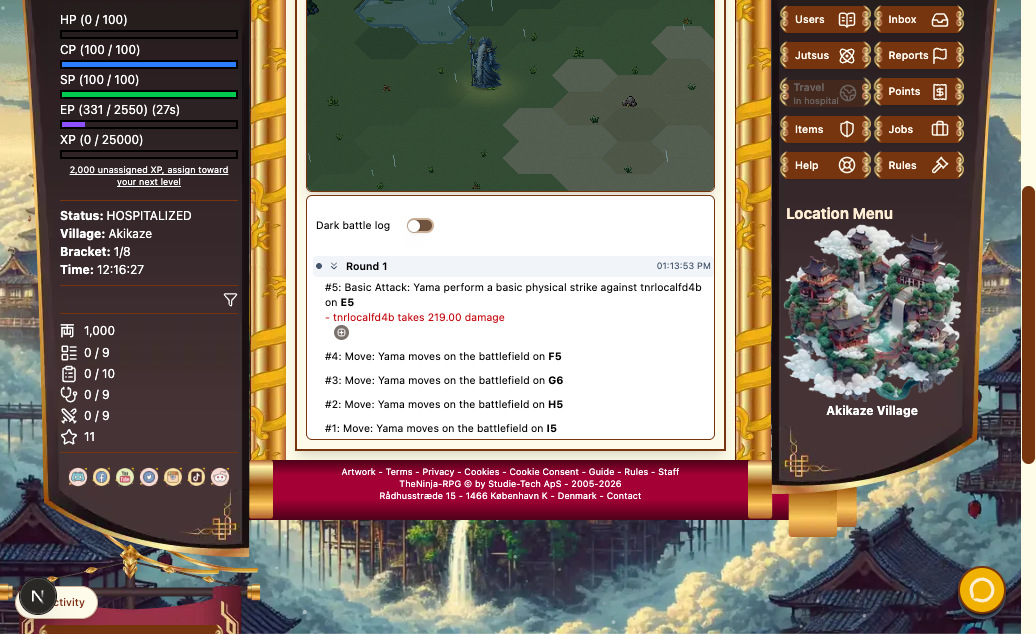 HP (0 / 100)
CP (100 / 100)
SP (100 / 100)
EP (331 / 2550) (27s)
XP (0 / 25000)
2,000 unassigned XP, assign toward
your next level
Status: HOSPITALIZED
Village: Akikaze
Bracket: 1/8
Time: 12:16:27
両 1,000
0 / 9
0 / 10
0 / 9
0 / 9
11
N
ctivity
Dark battle log
Round 1
01:13:53 PM
#5: Basic Attack: Yama perform a basic physical strike against tnrlocalfd4b
on E5
- tnrlocalfd4b takes 219.00 damage
#4: Move: Yama moves on the battlefield on F5
#3: Move: Yama moves on the battlefield on G6
#2: Move: Yama moves on the battlefield on H5
#1: Move: Yama moves on the battlefield on I5
Artwork - Terms - Privacy - Cookies - Cookie Consent - Guide - Rules - Staff
TheNinja-RPG © by Studie-Tech ApS - 2005-2026
Rådhusstræde 15 - 1466 København K - Denmark - Contact
Users
Inbox
Jutsus
Reports
Travel
In hospital
Points
Items
Jobs
Help
Rules
Location Menu
Akikaze Village